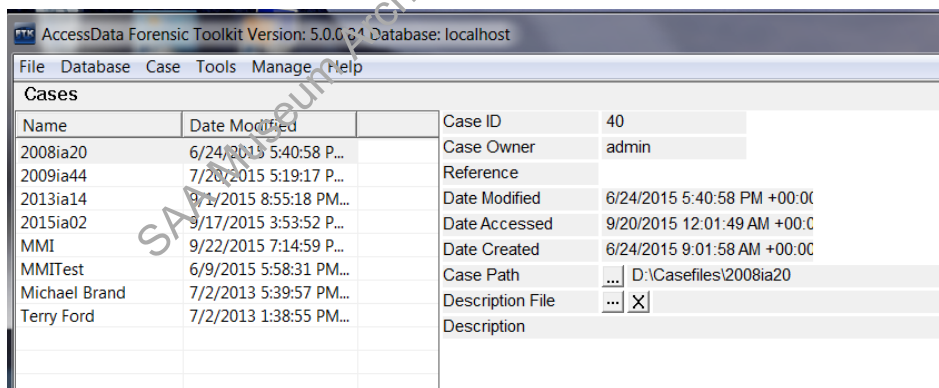 AccessData Forensic Toolkit Version: 5.0.0.34 Database: localhost
File Database Case Tools Manage Help
Cases
Name Date Modified
2008ia20 6/24/2015 5:40:58 P...
2009ia44 7/20/2015 5:19:17 P...
2013ia14 9/1/2015 8:55:18 PM...
2015ia02 9/17/2015 3:53:52 P...
MMI 9/22/2015 7:14:59 P...
MMITest 6/9/2015 5:58:31 PM...
Michael Brand 7/2/2013 5:39:57 PM...
Terry Ford 7/2/2013 1:38:55 PM...
Case ID 40
Case Owner admin
Reference
Date Modified 6/24/2015 5:40:58 PM +00:00
Date Accessed 9/20/2015 12:01:49 AM +00:0
Date Created 6/24/2015 9:01:58 AM +00:00
Case Path ... D:\Casefiles\2008ia20
Description File ... X
Description
SAA Museum Arch